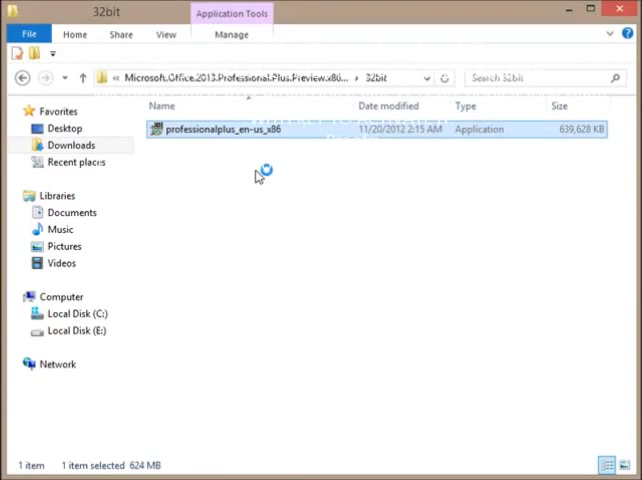 32bit
Application Tools
File
Home
Share
View
Manage
« Microsoft.Office.2013.Professional.Plus.Preview.x86... ▸ 32bit
Search 32bit
Name
Date modified
Type
Size
professionalplus_en-us_x86
11/20/2012 2:15 AM
Application
639,628 KB
Favorites
Desktop
Downloads
Recent places
Libraries
Documents
Music
Pictures
Videos
Computer
Local Disk (C:)
Local Disk (E:)
Network
1 item
1 item selected 624 MB